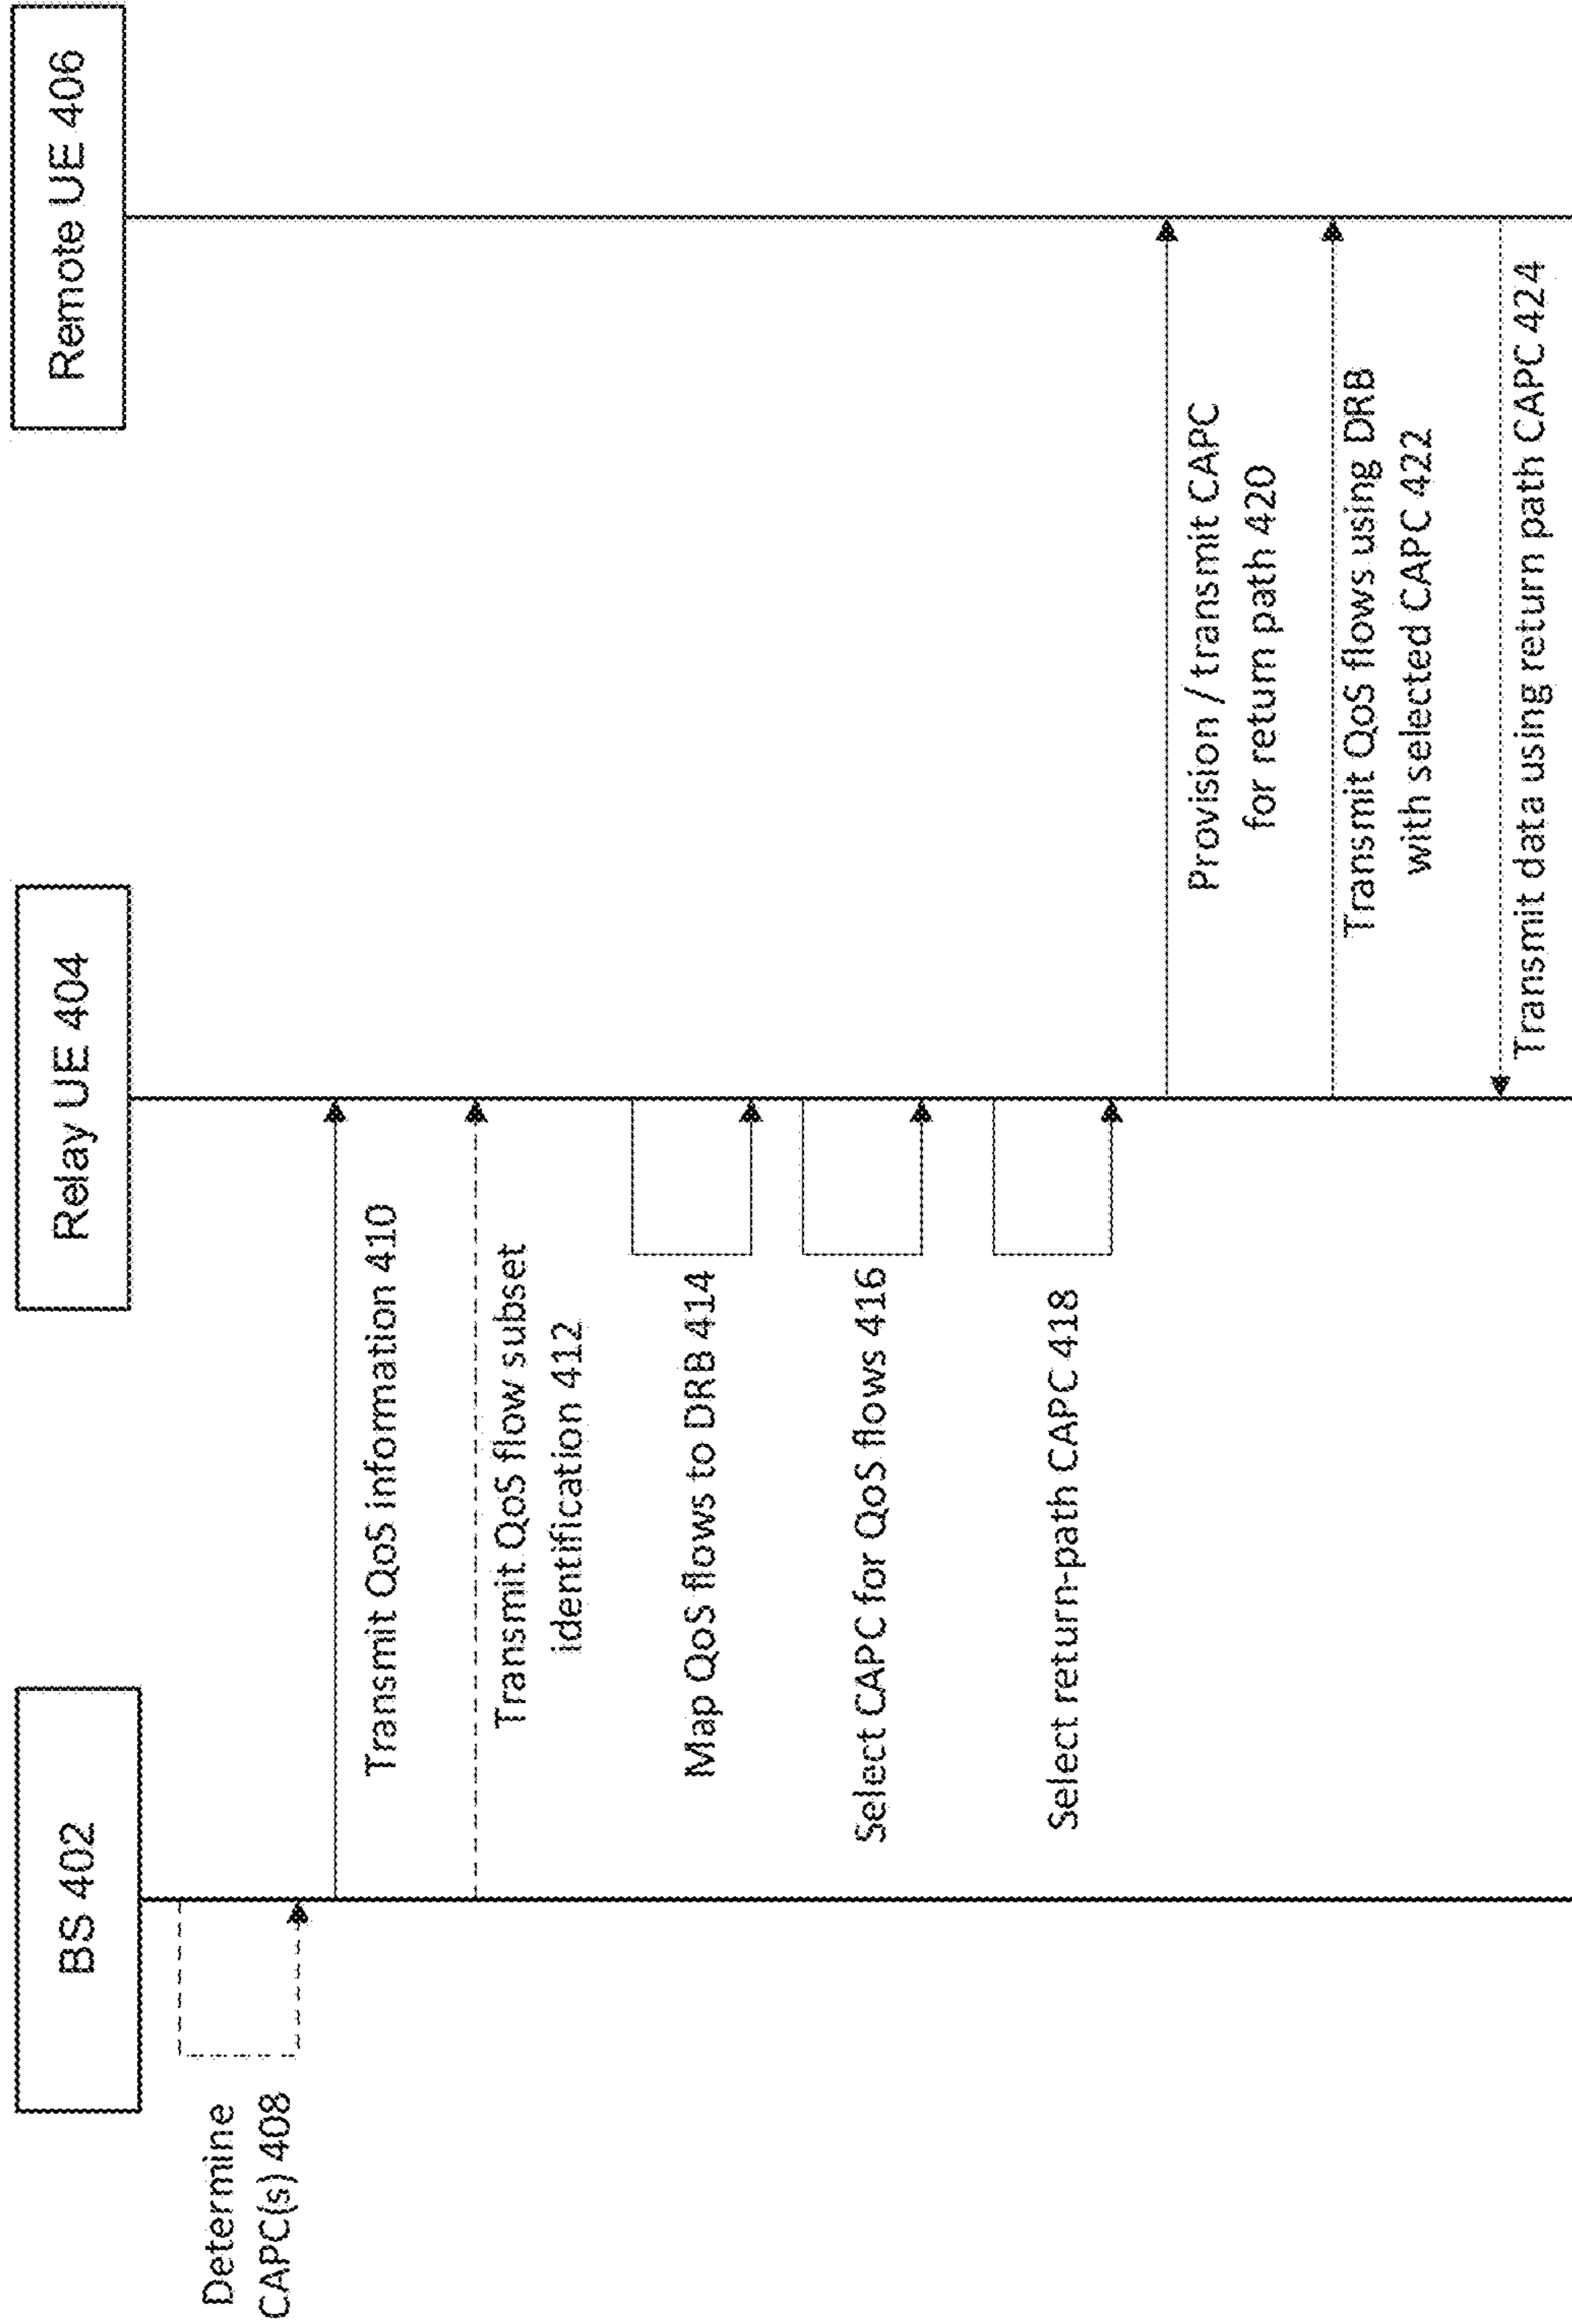 BS 402
Relay UE 404
Remote UE 406
Determine
CAPC(s) 408
Transmit QoS information 410
Transmit QoS flow subset
identification 412
Map QoS flows to DRB 414
Select CAPC for QoS flows 416
Select return-path CAPC 418
Provision / transmit CAPC
for return path 420
Transmit QoS flows using DRB
with selected CAPC 422
Transmit data using return path CAPC 424